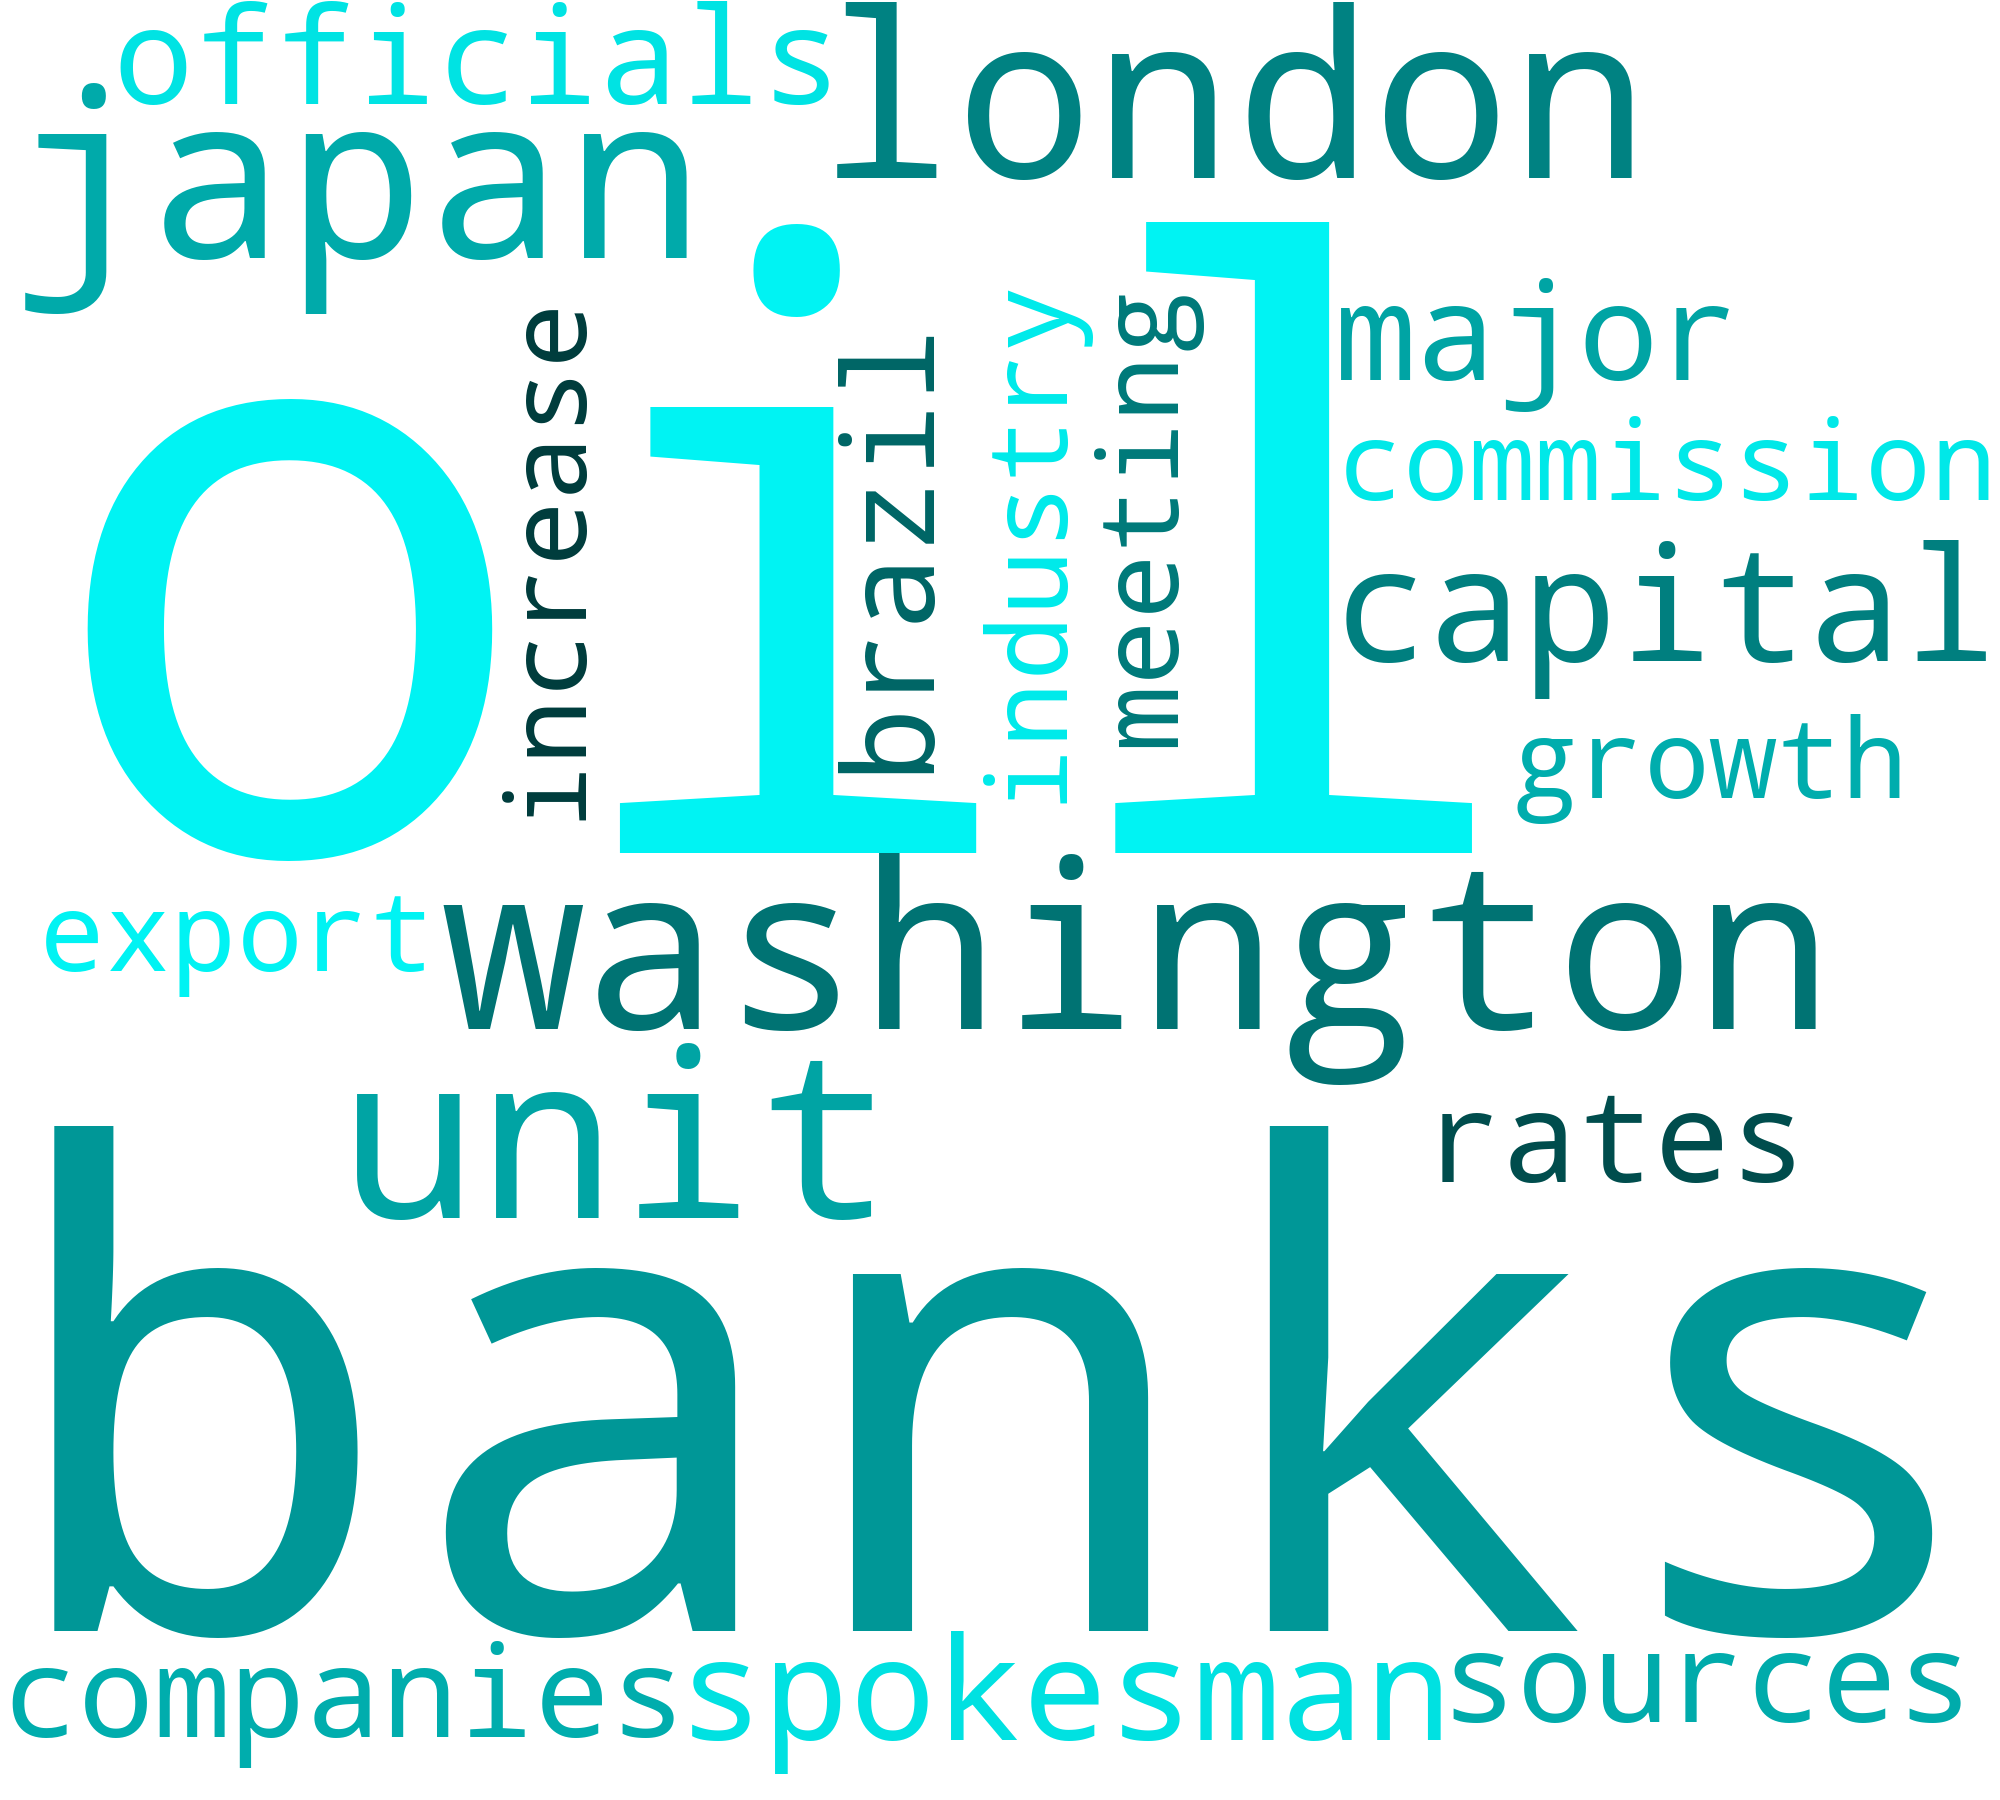 officials
london
japan
oil
increase
brazil
industry
meeting
major
commission
capital
growth
export
washington
unit
rates
banks
companies
spokesman
sources